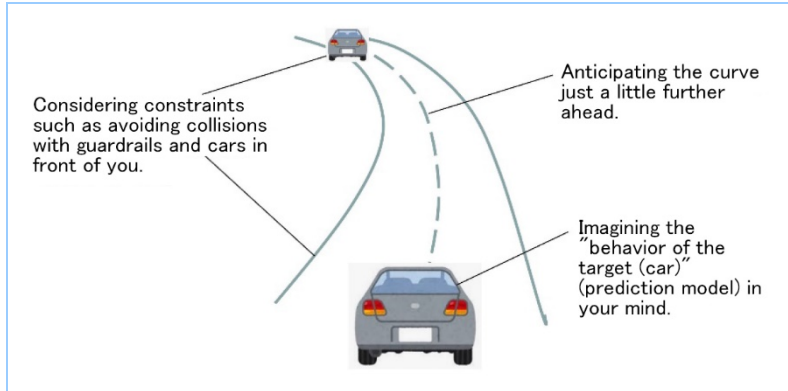 Considering constraints
such as avoiding collisions
with guardrails and cars in
front of you.
Anticipating the curve
just a little further
ahead.
Imagining the
"behavior of the
target (car)"
(prediction model) in
your mind.